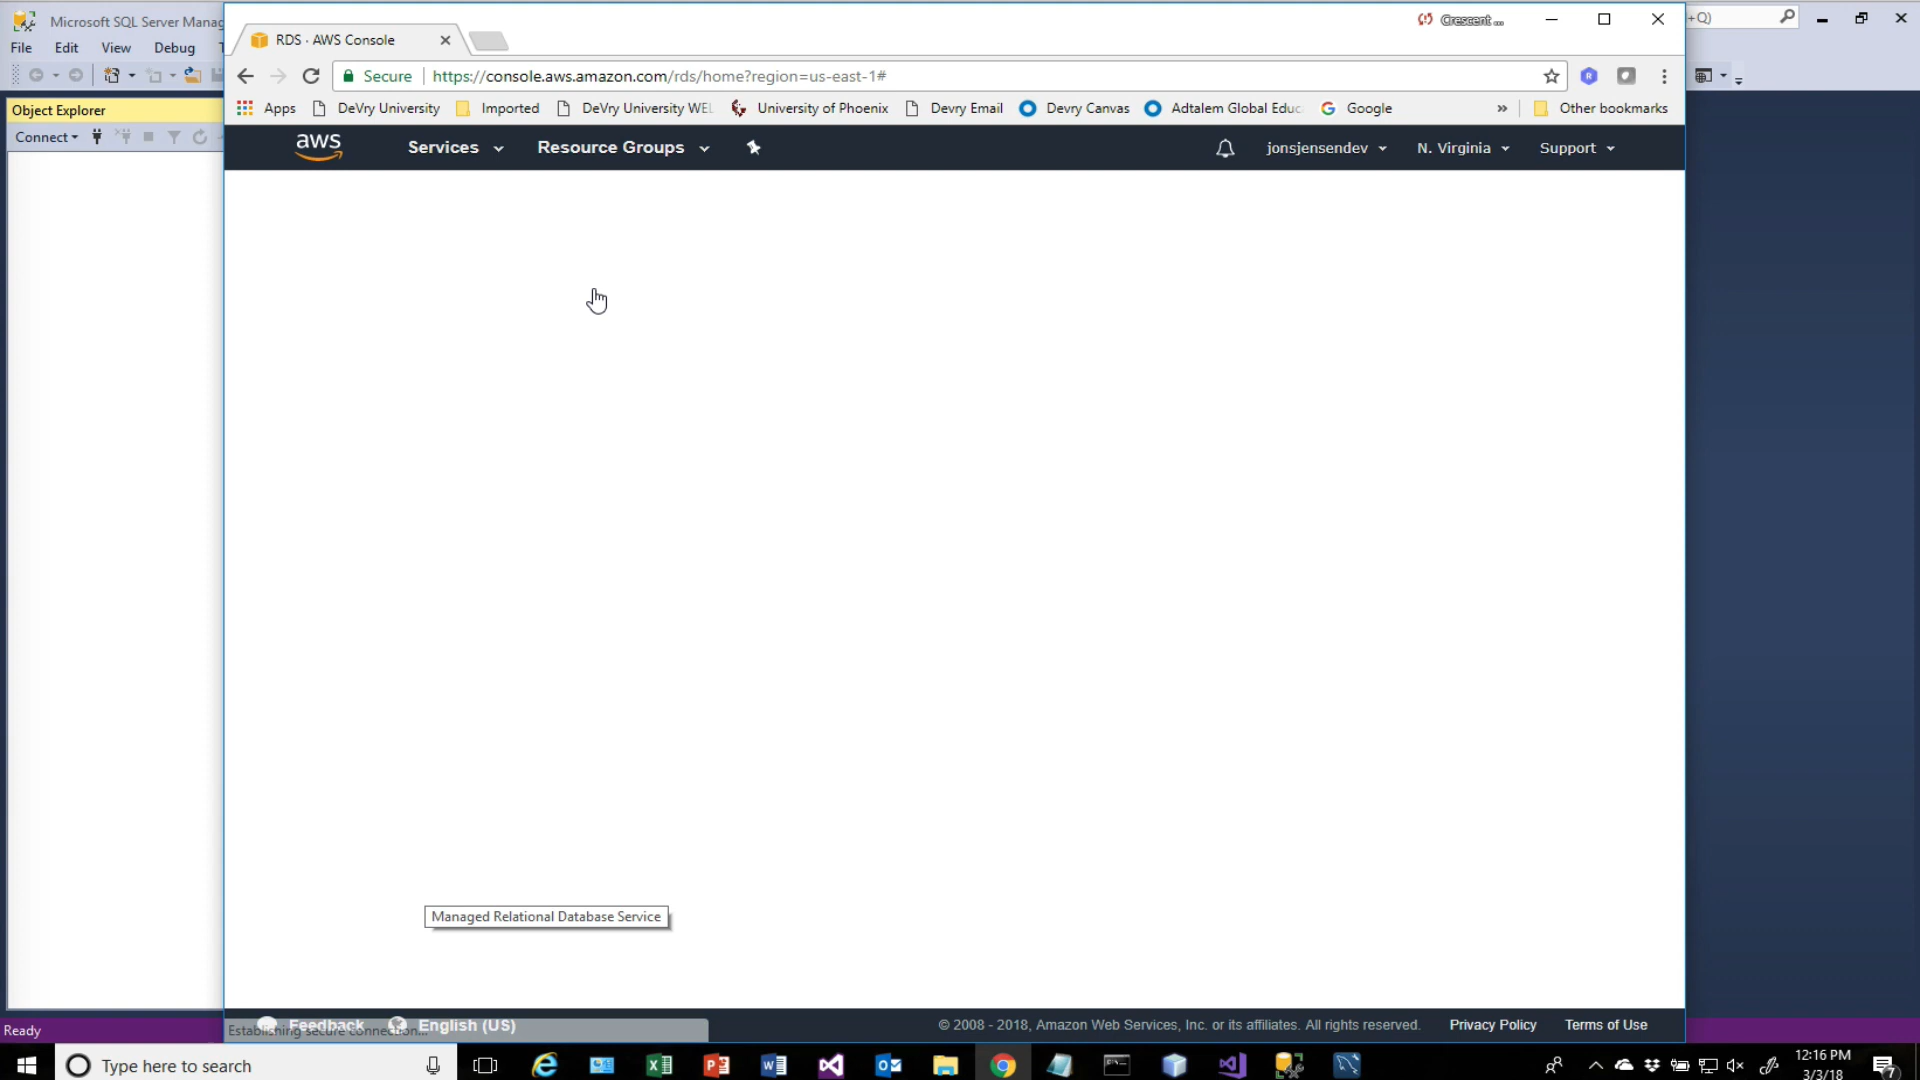 Microsoft SQL Server Manag
File Edit View Debug
Object Explorer
Connect
Ready
RDS · AWS Console
Crescent ...
+Q)
Secure https://console.aws.amazon.com/rds/home?region=us-east-1#
Apps DeVry University Imported DeVry University WEL University of Phoenix Devry Email Devry Canvas Adtalem Global Educ G Google » Other bookmarks
aws Services Resource Groups jonsjensendev N. Virginia Support
Managed Relational Database Service
Establishing secure connection...
Feedback English (US) © 2008 - 2018, Amazon Web Services, Inc. or its affiliates. All rights reserved. Privacy Policy Terms of Use
Type here to search
12:16 PM
3/3/18
7